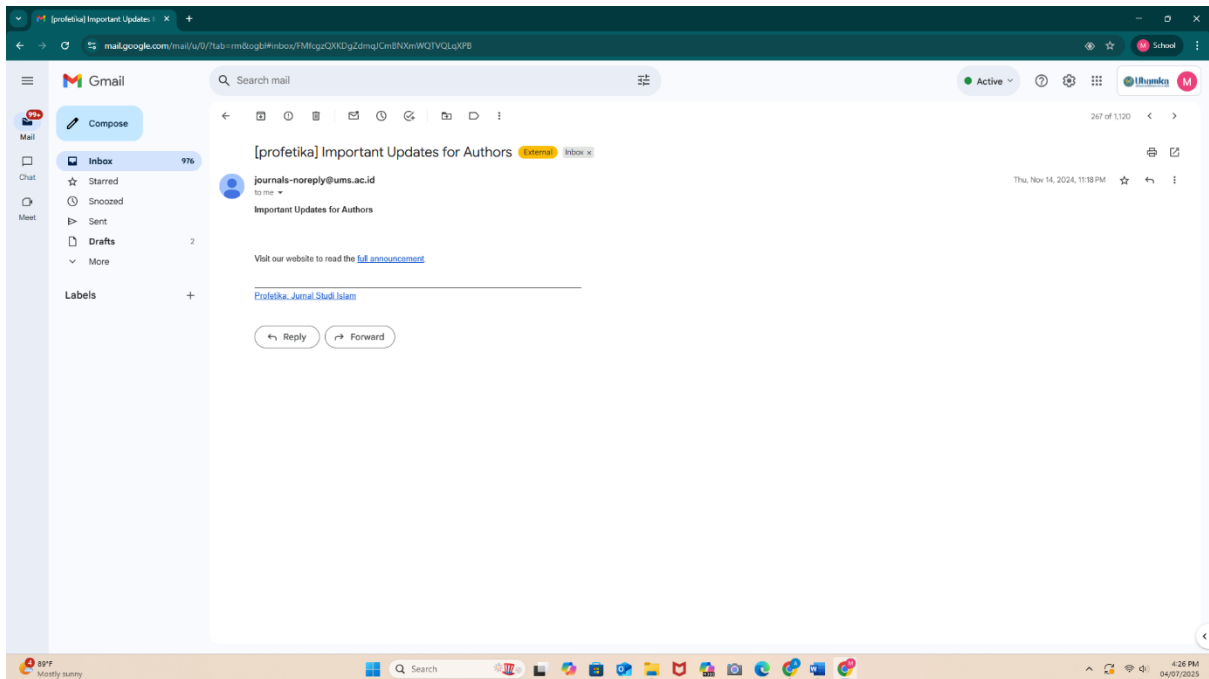 [profetika] Important Updates f
mail.google.com/mail/u/0/?tab=rm&ogbl#inbox/FMfcgzQXKDgZdmqJCmBNXmWQTVQLqXPB
School
Gmail
Search mail
Active
Uhamka
M
99+
Mail
Compose
267 of 1,120
Chat
Inbox 976
[profetika] Important Updates for Authors External Inbox x
Starred
journals-noreply@ums.ac.id
Thu, Nov 14, 2024, 11:18 PM
to me
Snoozed
Meet
Important Updates for Authors
Sent
Drafts 2
Visit our website to read the full announcement.
More
Labels +
Profetika: Jurnal Studi Islam
Reply Forward
4
89°F
Mostly sunny
Search
4:26 PM
04/07/2025